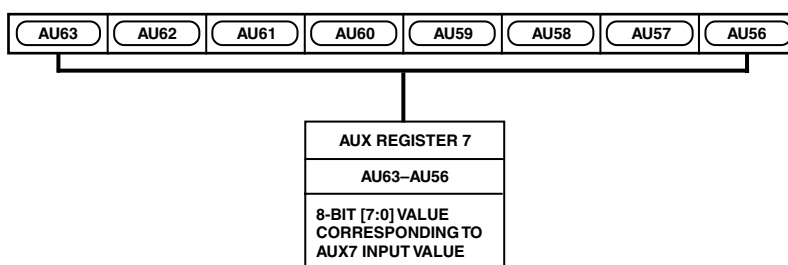 AU63 AU62 AU61 AU60 AU59 AU58 AU57 AU56
AUX REGISTER 7
AU63–AU56
8-BIT [7:0] VALUE
CORRESPONDING TO
AUX7 INPUT VALUE